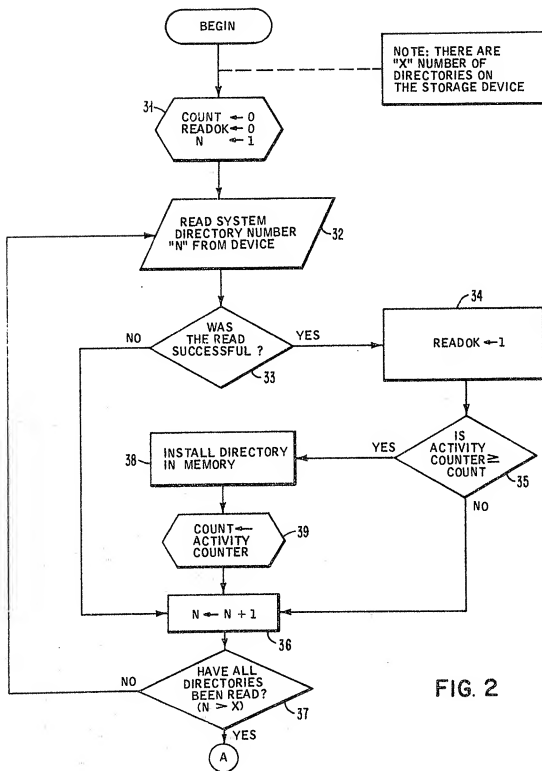 BEGIN
NOTE: THERE ARE
"X" NUMBER OF
DIRECTORIES ON
THE STORAGE DEVICE
31
COUNT ← 0
READOK ← 0
N ← 1
READ SYSTEM
DIRECTORY NUMBER
"N" FROM DEVICE
32
NO
WAS
THE READ
SUCCESSFUL ?
YES
33
34
READOK ← 1
IS
ACTIVITY
COUNTER ≥
COUNT
35
YES
NO
38
INSTALL DIRECTORY
IN MEMORY
COUNT ←
ACTIVITY
COUNTER
39
N ← N + 1
36
NO
HAVE ALL
DIRECTORIES
BEEN READ?
(N > X)
37
YES
A
FIG. 2